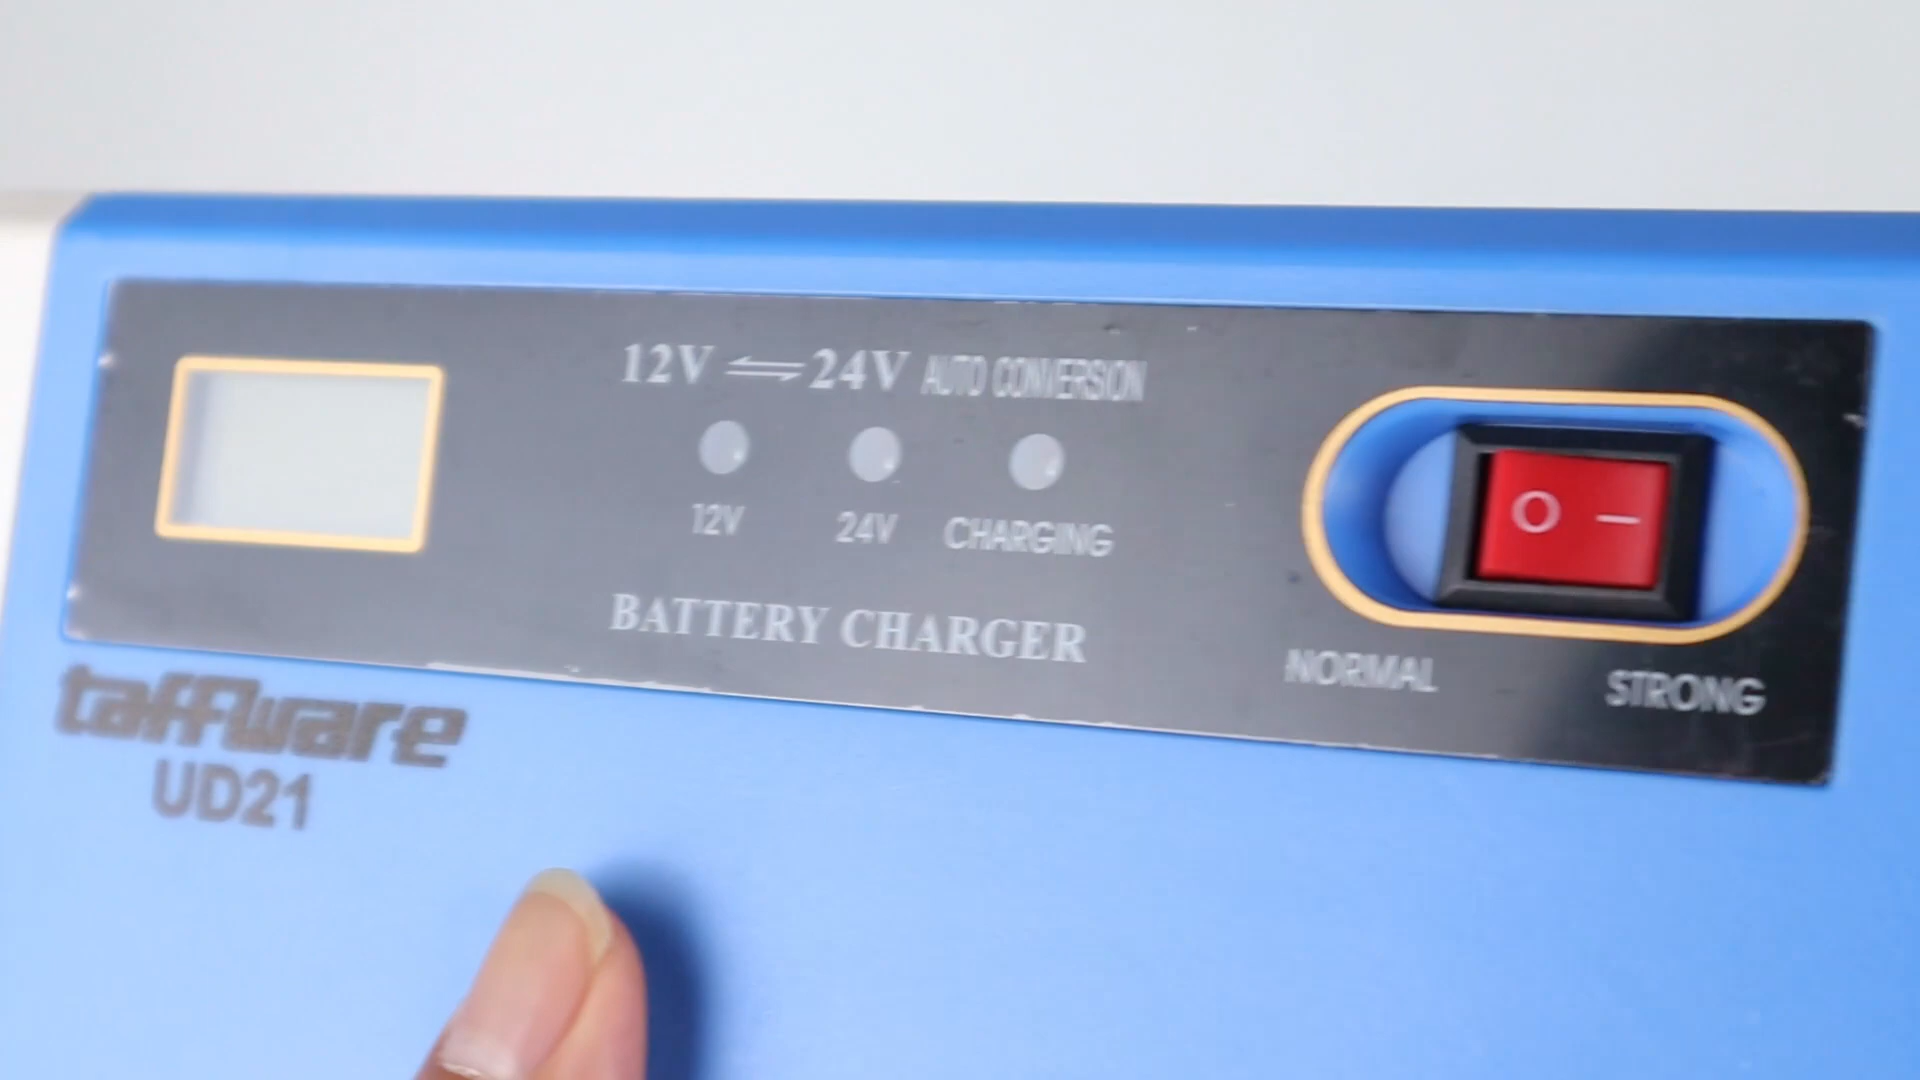 12V ⇌ 24V AUTO CONVERSION
12V 24V CHARGING
BATTERY CHARGER
O –
NORMAL STRONG
taffware
UD21